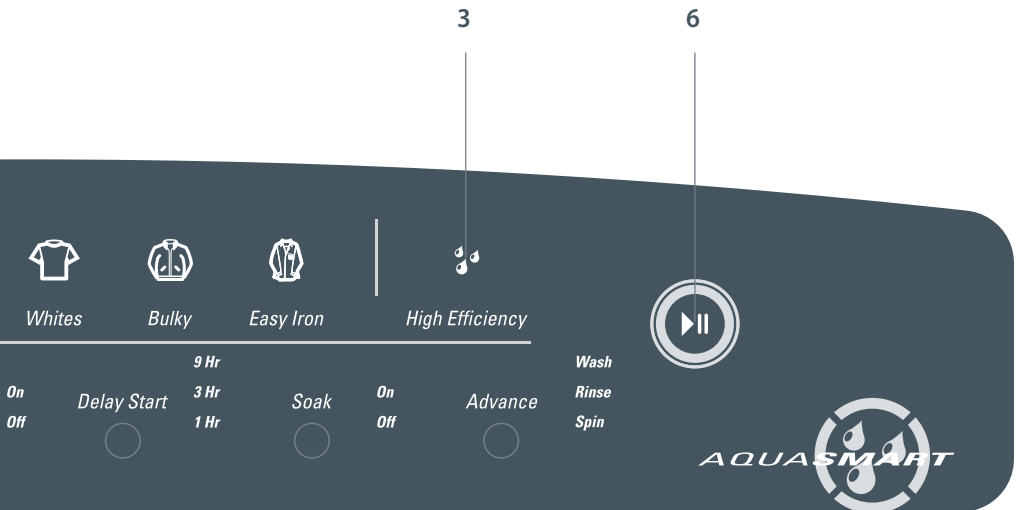 3 6
Whites Bulky Easy Iron High Efficiency
9 Hr Wash
On Delay Start 3 Hr Soak On Advance Rinse
Off 1 Hr Off Spin
AQUASMART